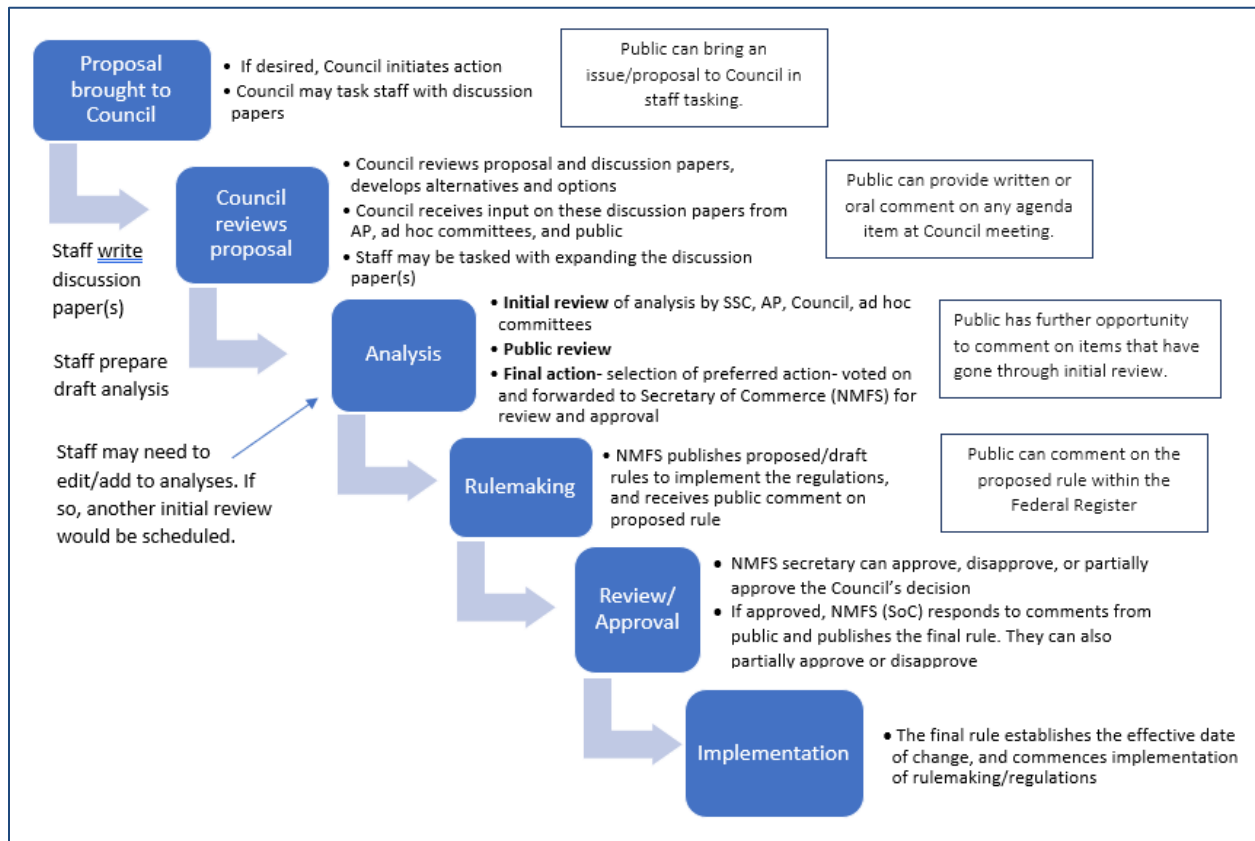 Proposal
brought to
Council
• If desired, Council initiates action
• Council may task staff with discussion
papers
Public can bring an
issue/proposal to Council in
staff tasking.
Staff write
discussion
paper(s)
Council
reviews
proposal
• Council reviews proposal and discussion papers,
develops alternatives and options
• Council receives input on these discussion papers from
AP, ad hoc committees, and public
• Staff may be tasked with expanding the discussion
paper(s)
Public can provide written or
oral comment on any agenda
item at Council meeting.
Staff prepare
draft analysis
Analysis
• Initial review of analysis by SSC, AP, Council, ad hoc
committees
• Public review
• Final action- selection of preferred action- voted on
and forwarded to Secretary of Commerce (NMFS) for
review and approval
Public has further opportunity
to comment on items that have
gone through initial review.
Staff may need to
edit/add to analyses. If
so, another initial review
would be scheduled.
Rulemaking
• NMFS publishes proposed/draft
rules to implement the regulations,
and receives public comment on
proposed rule
Public can comment on the
proposed rule within the
Federal Register
Review/
Approval
• NMFS secretary can approve, disapprove, or partially
approve the Council's decision
• If approved, NMFS (SoC) responds to comments from
public and publishes the final rule. They can also
partially approve or disapprove
Implementation
• The final rule establishes the effective date
of change, and commences implementation
of rulemaking/regulations